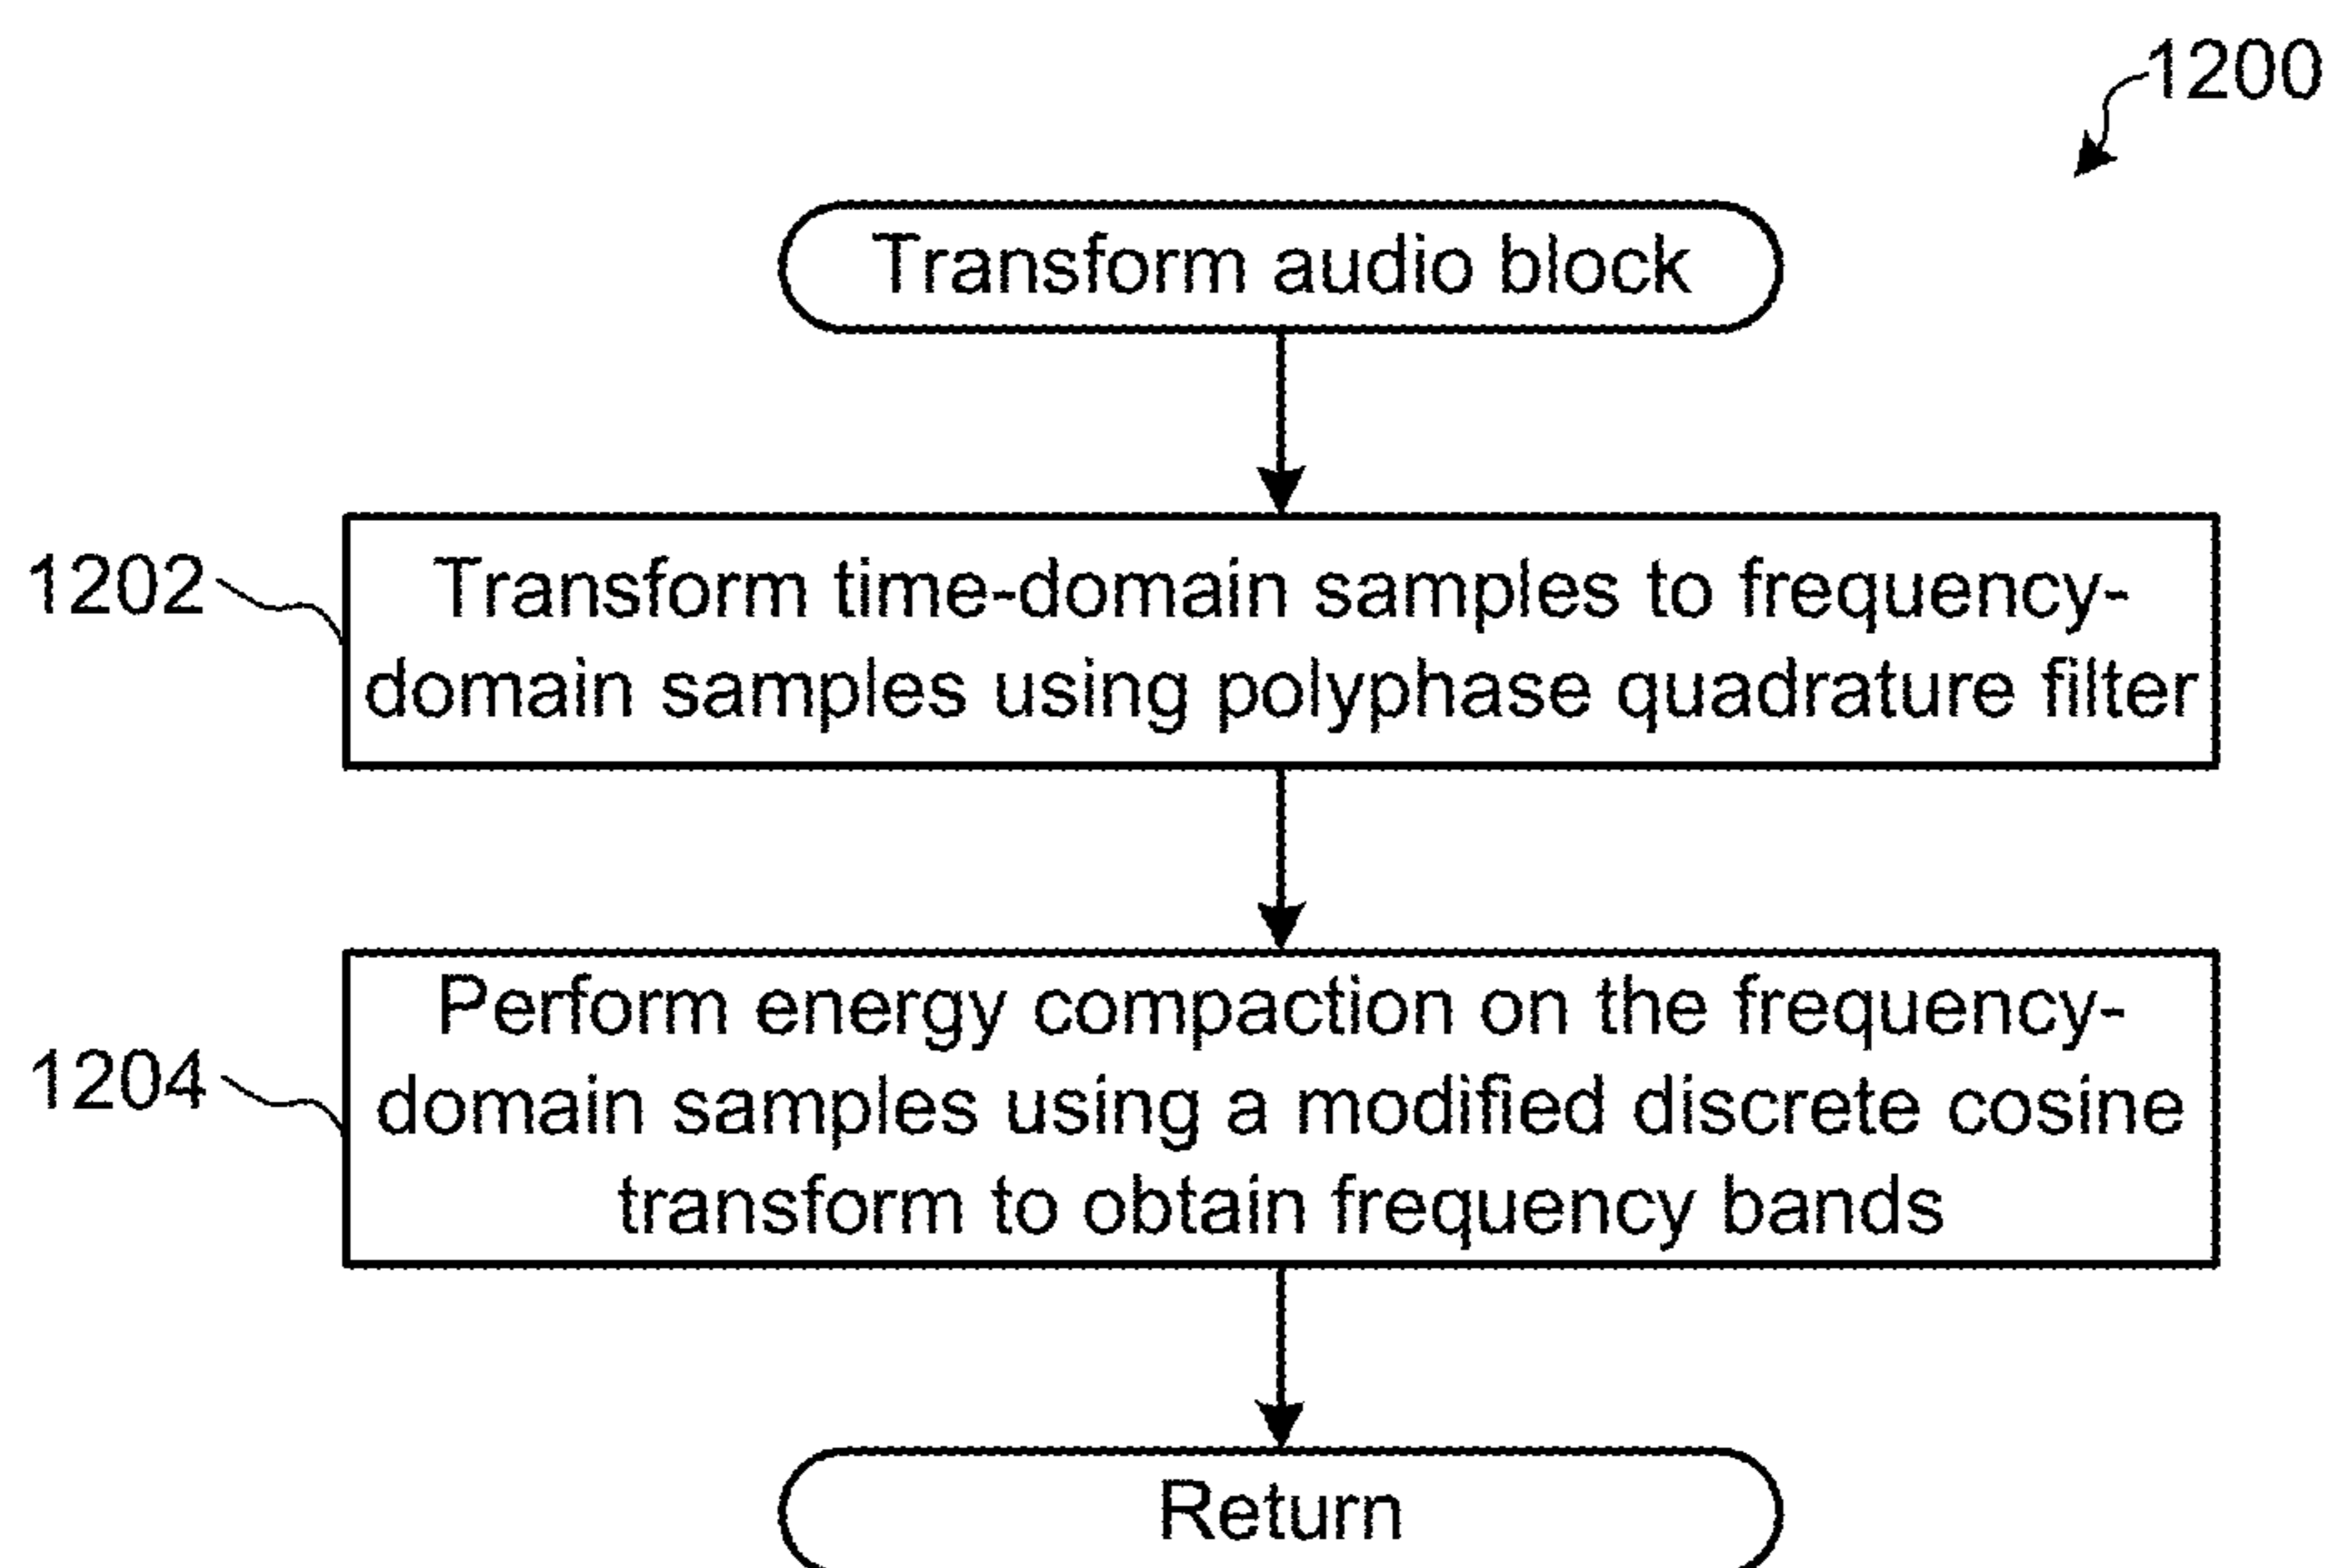 1200
Transform audio block
1202
Transform time-domain samples to frequency-
domain samples using polyphase quadrature filter
1204
Perform energy compaction on the frequency-
domain samples using a modified discrete cosine
transform to obtain frequency bands
Return